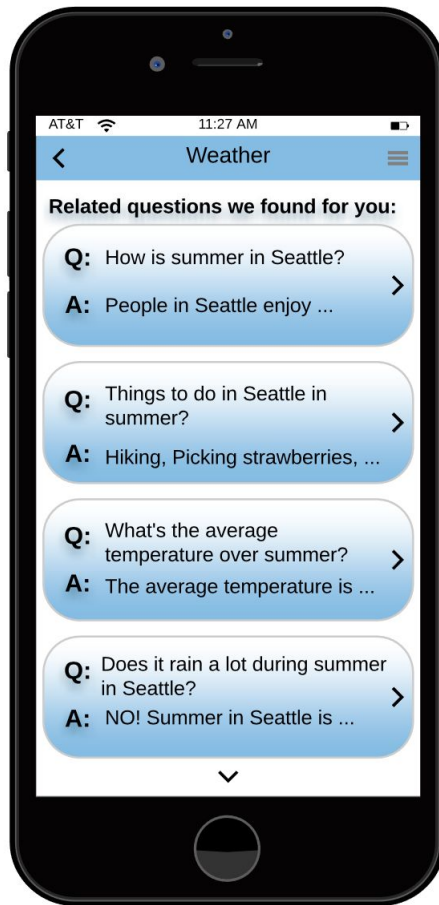 AT&T 11:27 AM
Weather
Related questions we found for you:
Q: How is summer in Seattle?
A: People in Seattle enjoy ...
Q: Things to do in Seattle in
summer?
A: Hiking, Picking strawberries, ...
Q: What's the average
temperature over summer?
A: The average temperature is ...
Q: Does it rain a lot during summer
in Seattle?
A: NO! Summer in Seattle is ...